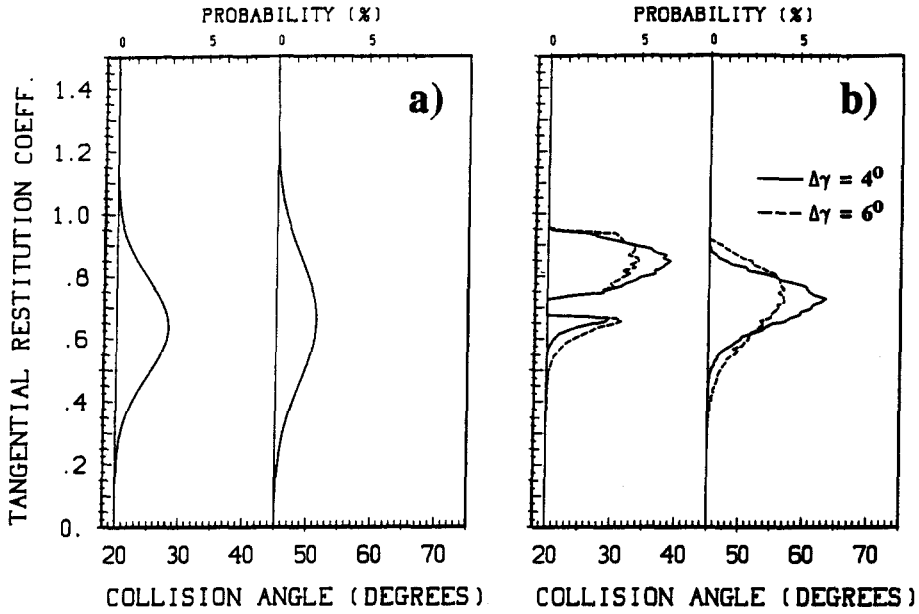 PROBABILITY (%)
PROBABILITY (%)
0 5 0 5
0 5 0 5
a)
b)
Δγ = 4⁰
Δγ = 6⁰
TANGENTIAL RESTITUTION COEFF.
1.4
1.2
1.0
.8
.6
.4
.2
0.
20 30 40 50 60 70
20 30 40 50 60 70
COLLISION ANGLE (DEGREES)
COLLISION ANGLE (DEGREES)